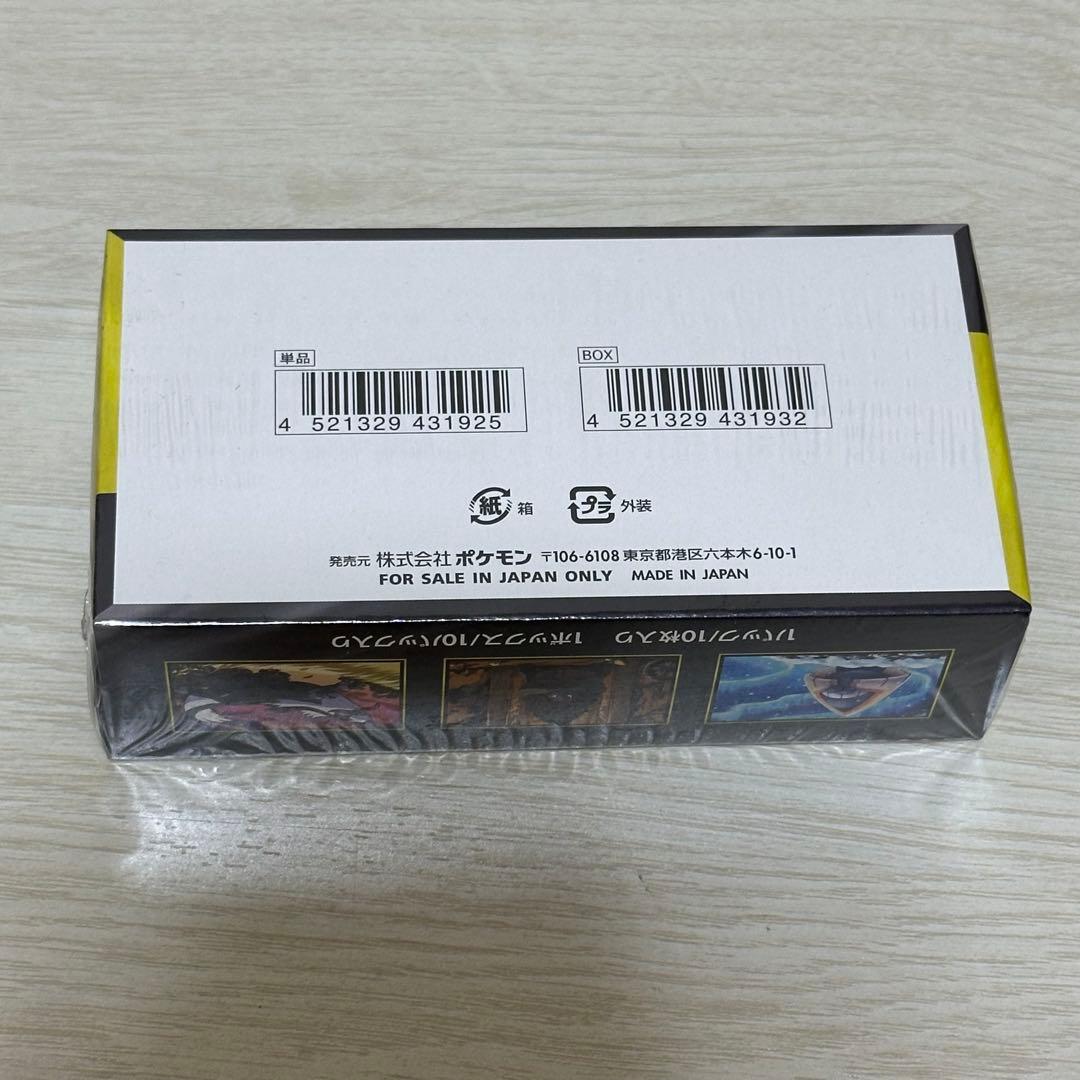 単品
4 521329 431925
BOX
4 521329 431932
紙 箱
プラ 外装
発売元 株式会社 ポケモン 〒106-6108 東京都港区六本木6-10-1
FOR SALE IN JAPAN ONLY MADE IN JAPAN
1パック/10枚入り 1ボックス/10パック入り